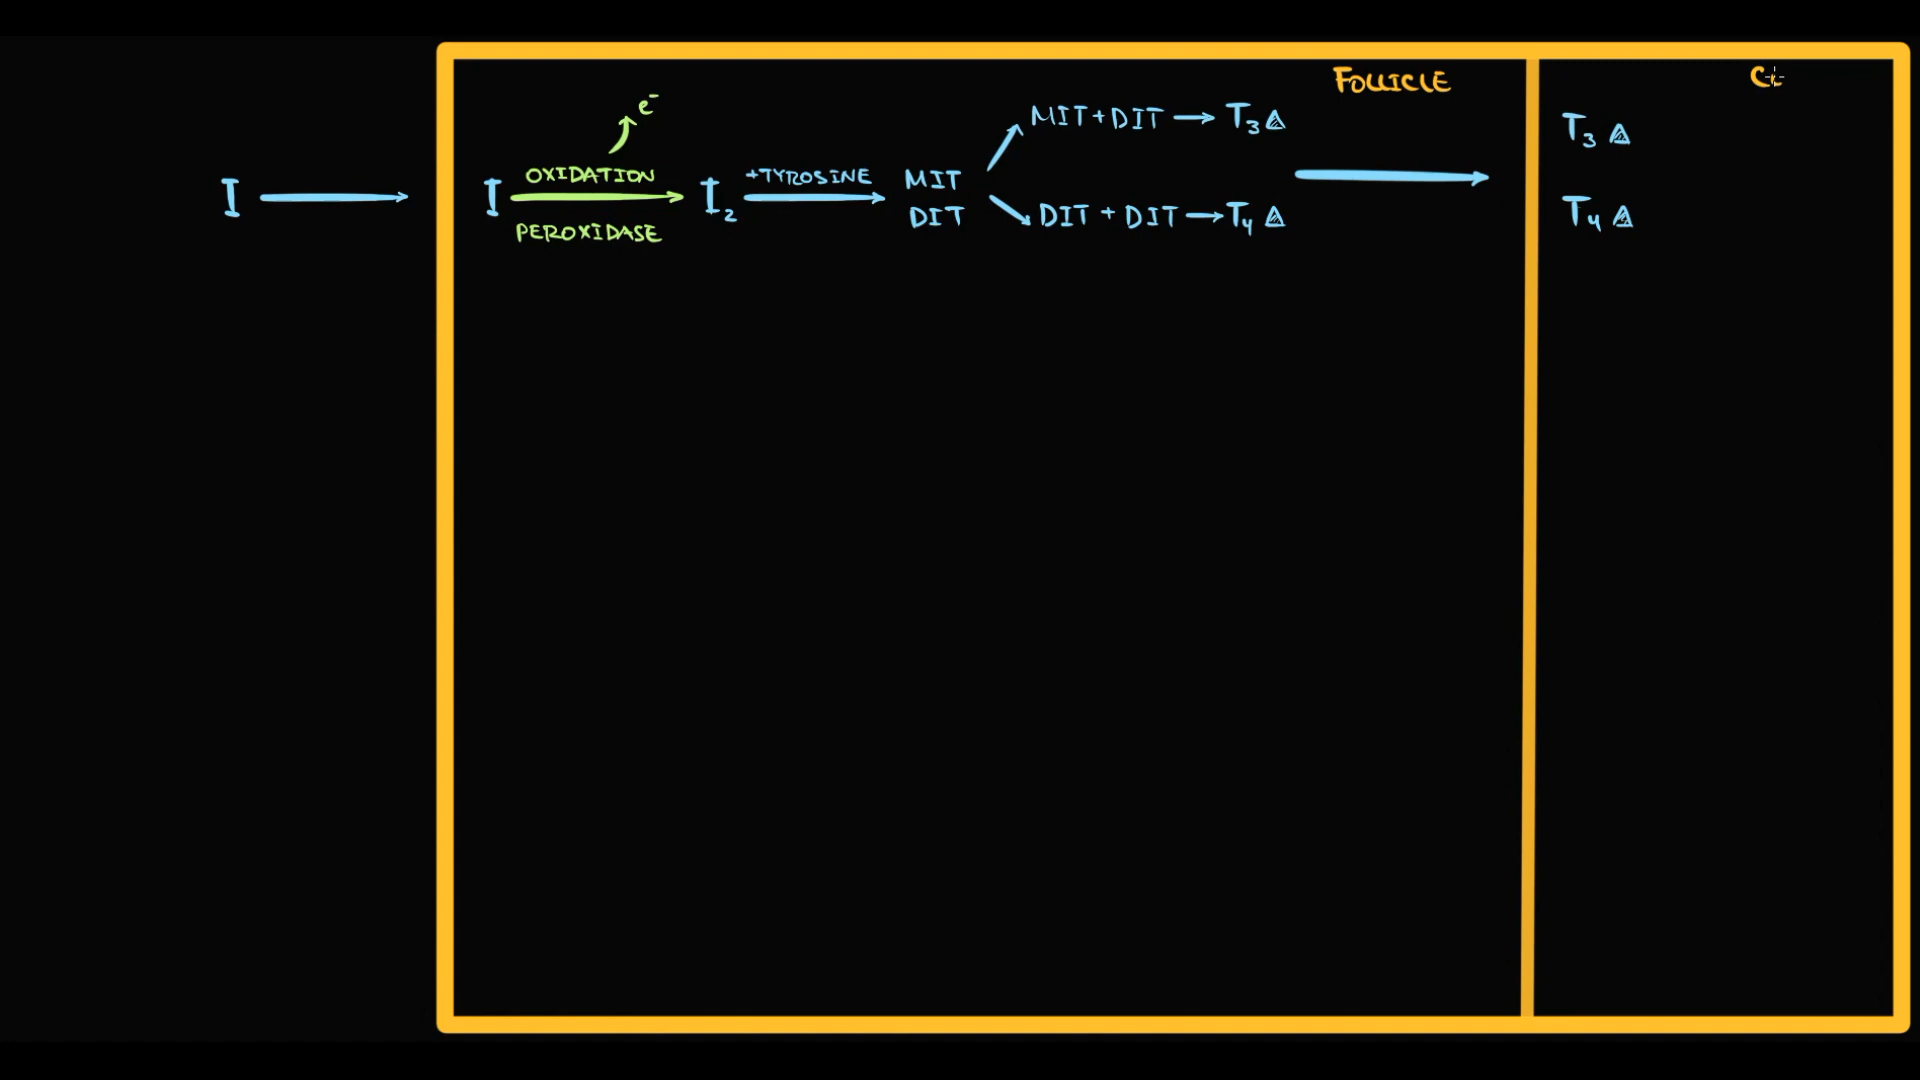 FOLLICLE
e⁻
MIT + DIT → T₃
T₃
OXIDATION
+TYROSINE
MIT
I → I → I₂ →
PEROXIDASE
DIT
DIT + DIT → T₄
T₄